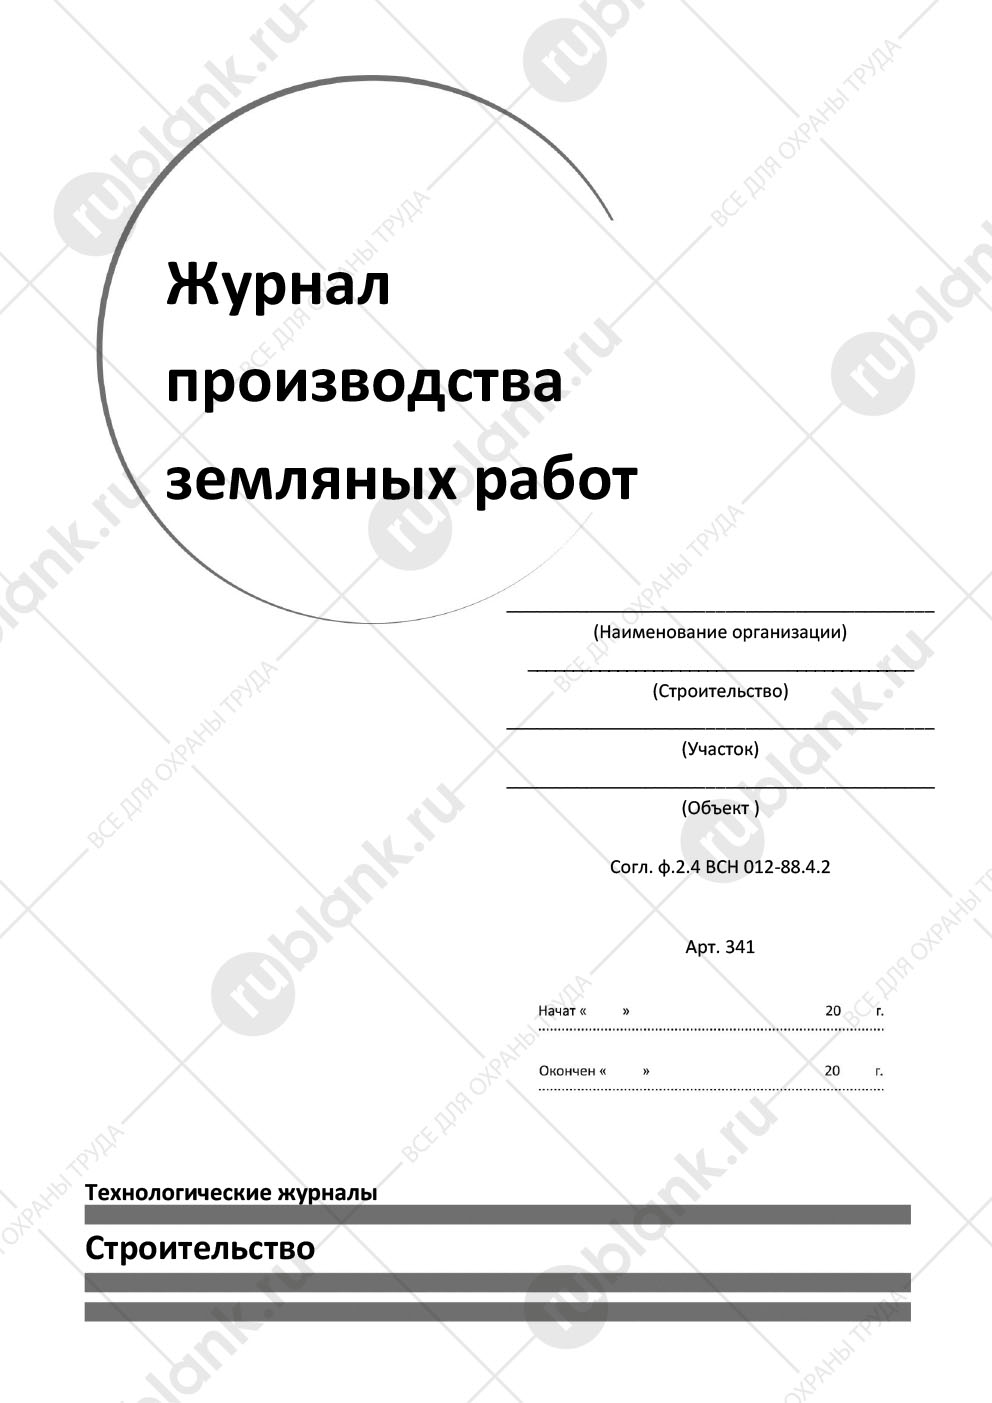 Журнал
производства
земляных работ
(Наименование организации)
(Строительство)
(Участок)
(Объект )
Согл. ф.2.4 ВСН 012-88.4.2
Арт. 341
Начат « » 20 г.
Окончен « » 20 г.
Технологические журналы
Строительство
rublank.ru
ВСЕ ДЛЯ ОХРАНЫ ТРУДА